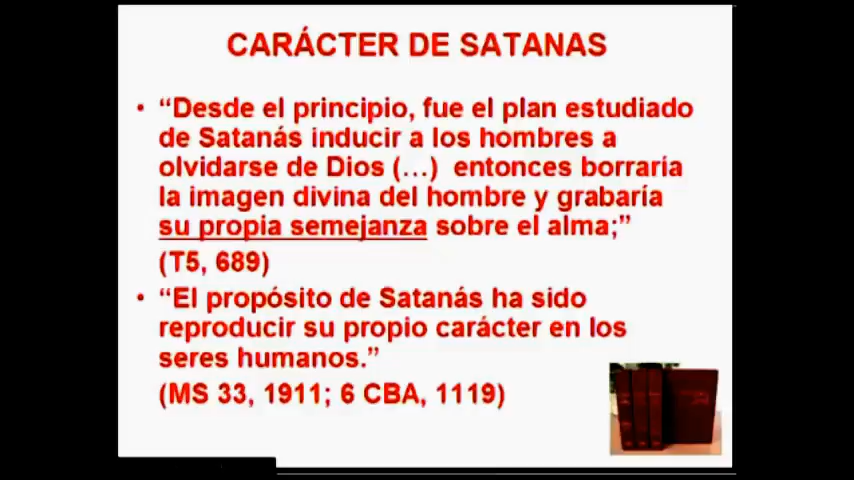 CARÁCTER DE SATANAS
• “Desde el principio, fue el plan estudiado
de Satanás inducir a los hombres a
olvidarse de Dios (...) entonces borraría
la imagen divina del hombre y grabaría
su propia semejanza sobre el alma;”
(T5, 689)
• “El propósito de Satanás ha sido
reproducir su propio carácter en los
seres humanos.”
(MS 33, 1911; 6 CBA, 1119)